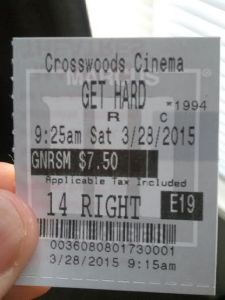 Crosswoods Cinema
GET HARD
*1994
R C
9:25am Sat 3/28/2015
GNRSM $7.50
Applicable Tax Included
14 RIGHT E19
0036080801730001
3/28/2015 9:15am